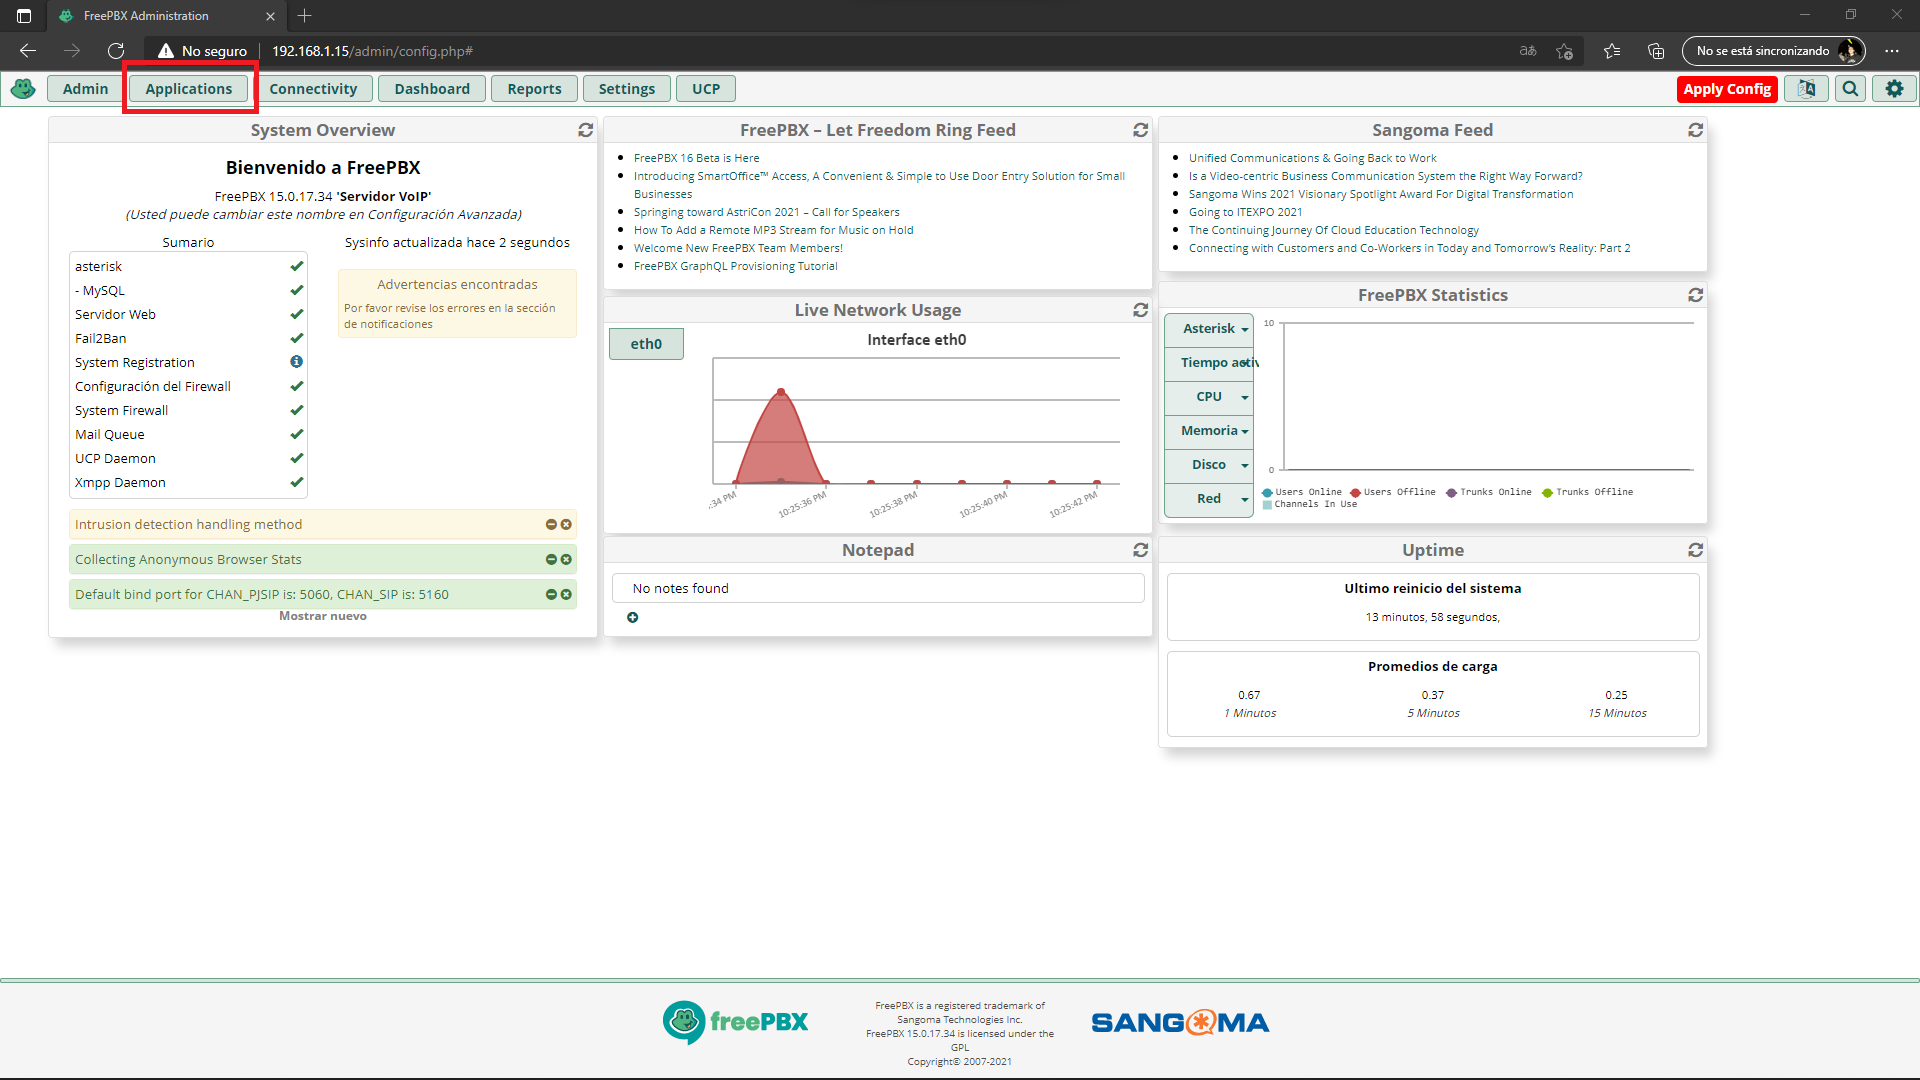 FreePBX Administration
No seguro
192.168.1.15/admin/config.php#
aあ
No se está sincronizando
Admin
Applications
Connectivity
Dashboard
Reports
Settings
UCP
Apply Config
System Overview
Bienvenido a FreePBX
FreePBX 15.0.17.34 'Servidor VoIP'
(Usted puede cambiar este nombre en Configuración Avanzada)
Sumario
asterisk
- MySQL
Servidor Web
Fail2Ban
System Registration
Configuración del Firewall
System Firewall
Mail Queue
UCP Daemon
Xmpp Daemon
Sysinfo actualizada hace 2 segundos
Advertencias encontradas
Por favor revise los errores en la sección
de notificaciones
Intrusion detection handling method
Collecting Anonymous Browser Stats
Default bind port for CHAN_PJSIP is: 5060, CHAN_SIP is: 5160
Mostrar nuevo
FreePBX – Let Freedom Ring Feed
FreePBX 16 Beta is Here
Introducing SmartOffice™ Access, A Convenient & Simple to Use Door Entry Solution for Small
Businesses
Springing toward AstriCon 2021 – Call for Speakers
How To Add a Remote MP3 Stream for Music on Hold
Welcome New FreePBX Team Members!
FreePBX GraphQL Provisioning Tutorial
Live Network Usage
eth0
Interface eth0
:34 PM
10:25:36 PM
10:25:38 PM
10:25:40 PM
10:25:42 PM
Notepad
No notes found
Sangoma Feed
Unified Communications & Going Back to Work
Is a Video-centric Business Communication System the Right Way Forward?
Sangoma Wins 2021 Visionary Spotlight Award For Digital Transformation
Going to ITEXPO 2021
The Continuing Journey Of Cloud Education Technology
Connecting with Customers and Co-Workers in Today and Tomorrow's Reality: Part 2
FreePBX Statistics
Asterisk
Tiempo activ
CPU
Memoria
Disco
Red
10
0
Users Online
Users Offline
Trunks Online
Trunks Offline
Channels In Use
Uptime
Ultimo reinicio del sistema
13 minutos, 58 segundos,
Promedios de carga
0.67
0.37
0.25
1 Minutos
5 Minutos
15 Minutos
freePBX
FreePBX is a registered trademark of
Sangoma Technologies Inc.
FreePBX 15.0.17.34 is licensed under the
GPL
Copyright© 2007-2021
SANGOMA